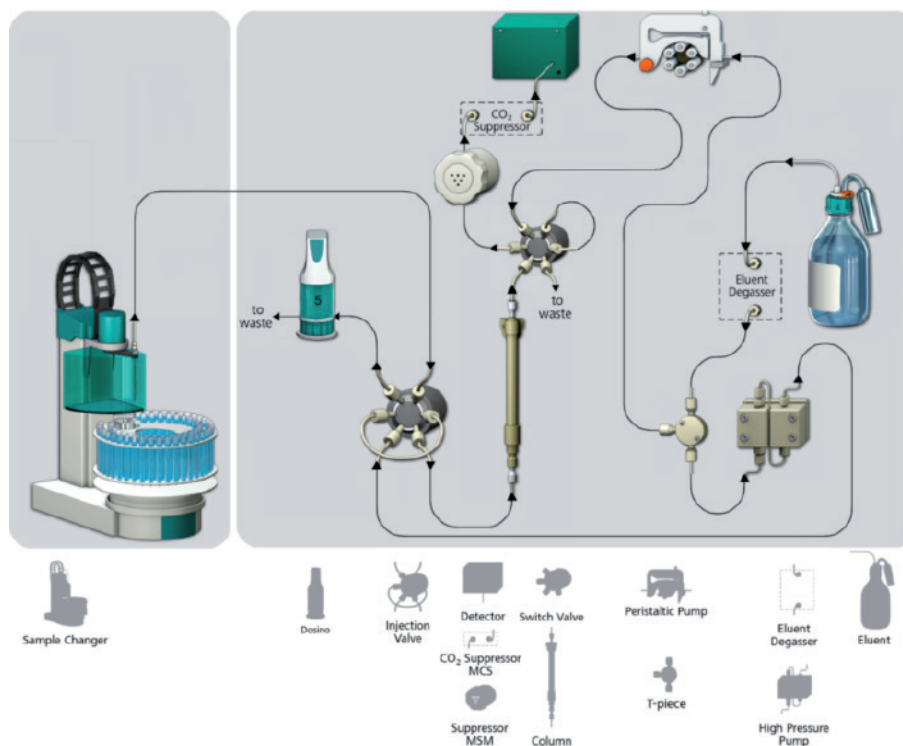 CO₂
Suppressor
Eluent
Degasser
to
waste
5
to
waste
Sample Changer
Dosino
Injection
Valve
Detector
Switch Valve
Peristaltic Pump
Eluent
Degasser
Eluent
CO₂ Suppressor
MCS
Suppressor
MSM
Column
T-piece
High Pressure
Pump